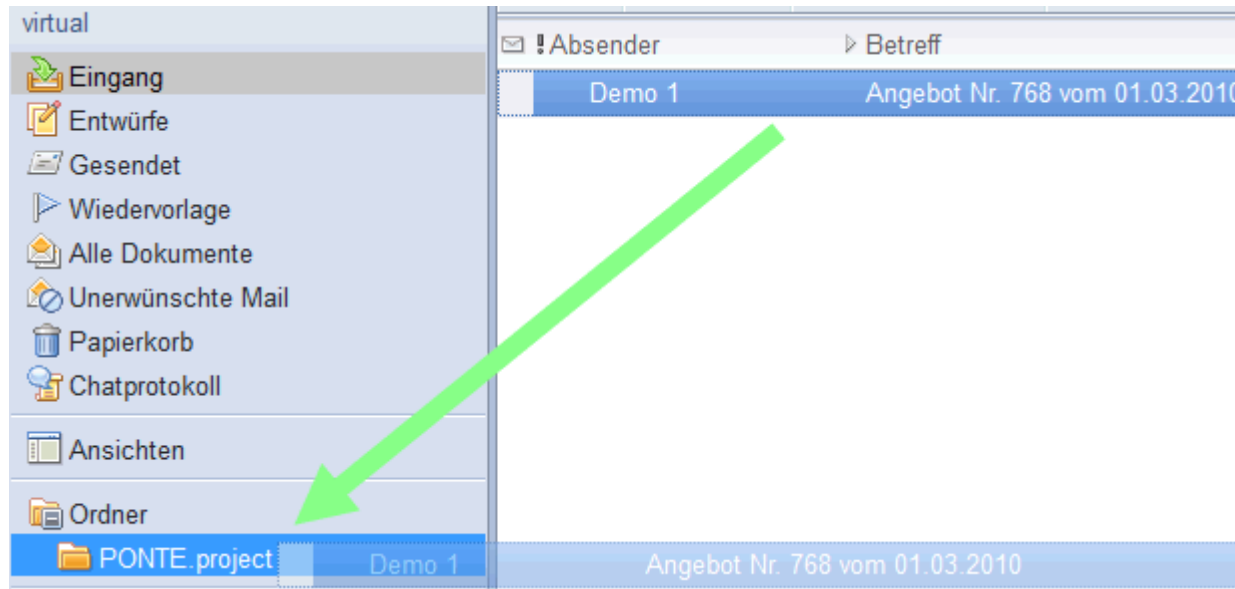 virtual
! Absender Betreff
Eingang
Demo 1 Angebot Nr. 768 vom 01.03.2010
Entwürfe
Gesendet
Wiedervorlage
Alle Dokumente
Unerwünschte Mail
Papierkorb
Chatprotokoll
Ansichten
Ordner
PONTE.project Demo 1 Angebot Nr. 768 vom 01.03.2010